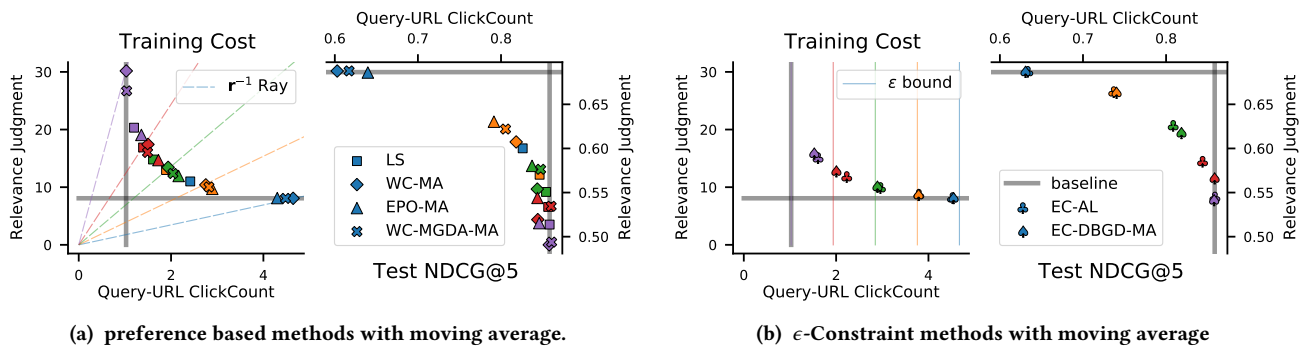 Training Cost
Relevance Judgment
30
20
10
0
r⁻¹ Ray
0 2 4
Query-URL ClickCount
Query-URL ClickCount
0.6 0.8
LS
WC-MA
EPO-MA
WC-MGDA-MA
0.65
0.60
0.55
0.50
Relevance Judgment
Test NDCG@5
(a) preference based methods with moving average.
Training Cost
Relevance Judgment
30
20
10
0
ε bound
0 2 4
Query-URL ClickCount
Query-URL ClickCount
0.6 0.8
baseline
EC-AL
EC-DBGD-MA
0.65
0.60
0.55
0.50
Relevance Judgment
Test NDCG@5
(b) ϵ-Constraint methods with moving average